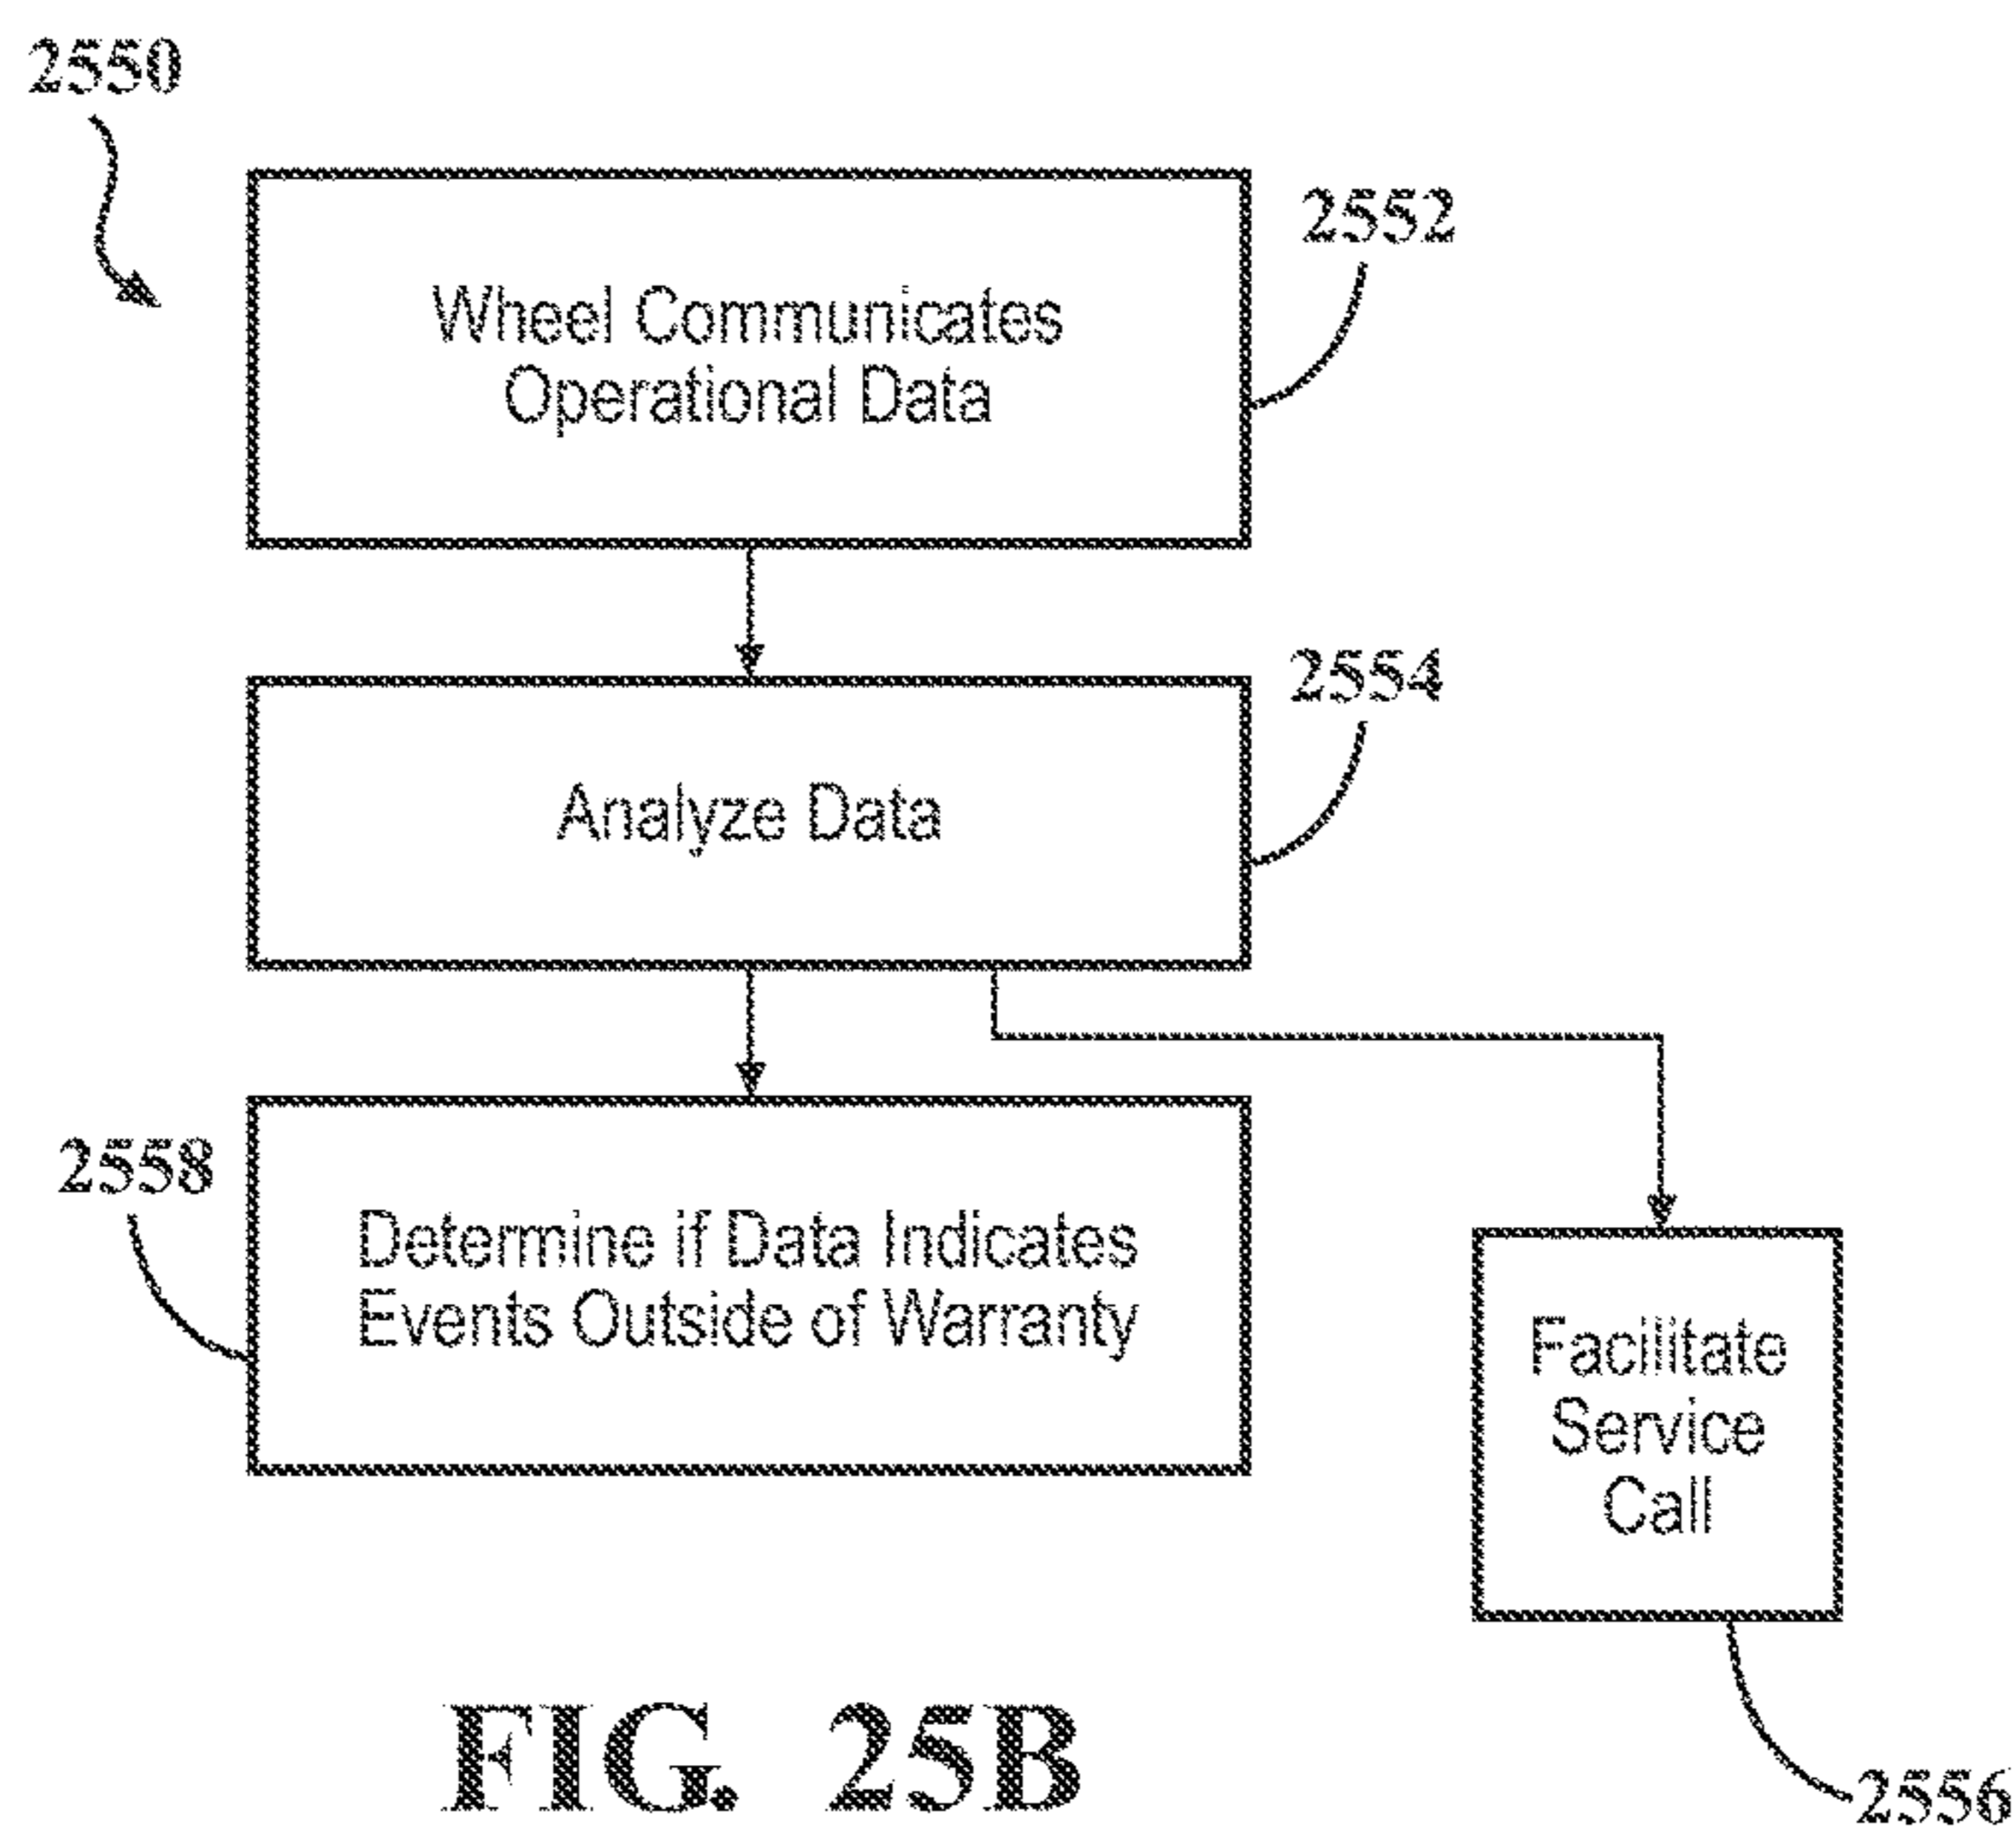 2550
Wheel Communicates
Operational Data
2552
Analyze Data
2554
2558
Determine if Data Indicates
Events Outside of Warranty
Facilitate
Service
Call
2556
FIG. 25B